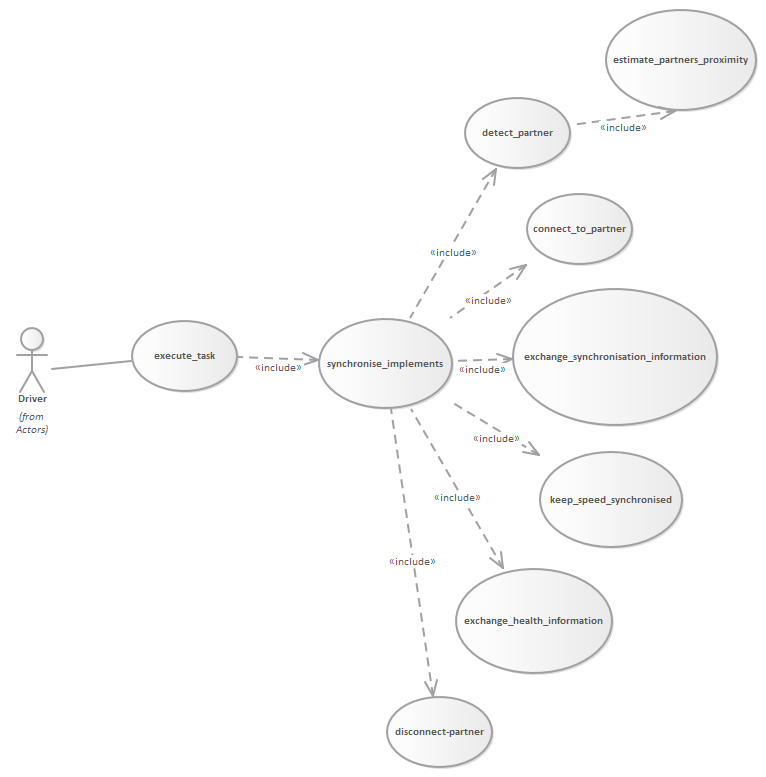 estimate_partners_proximity
detect_partner
«include»
connect_to_partner
«include»
«include»
Driver
(from
Actors)
execute_task
«include»
synchronise_implements
exchange_synchronisation_information
«include»
«include»
keep_speed_synchronised
«include»
«include»
exchange_health_information
disconnect-partner